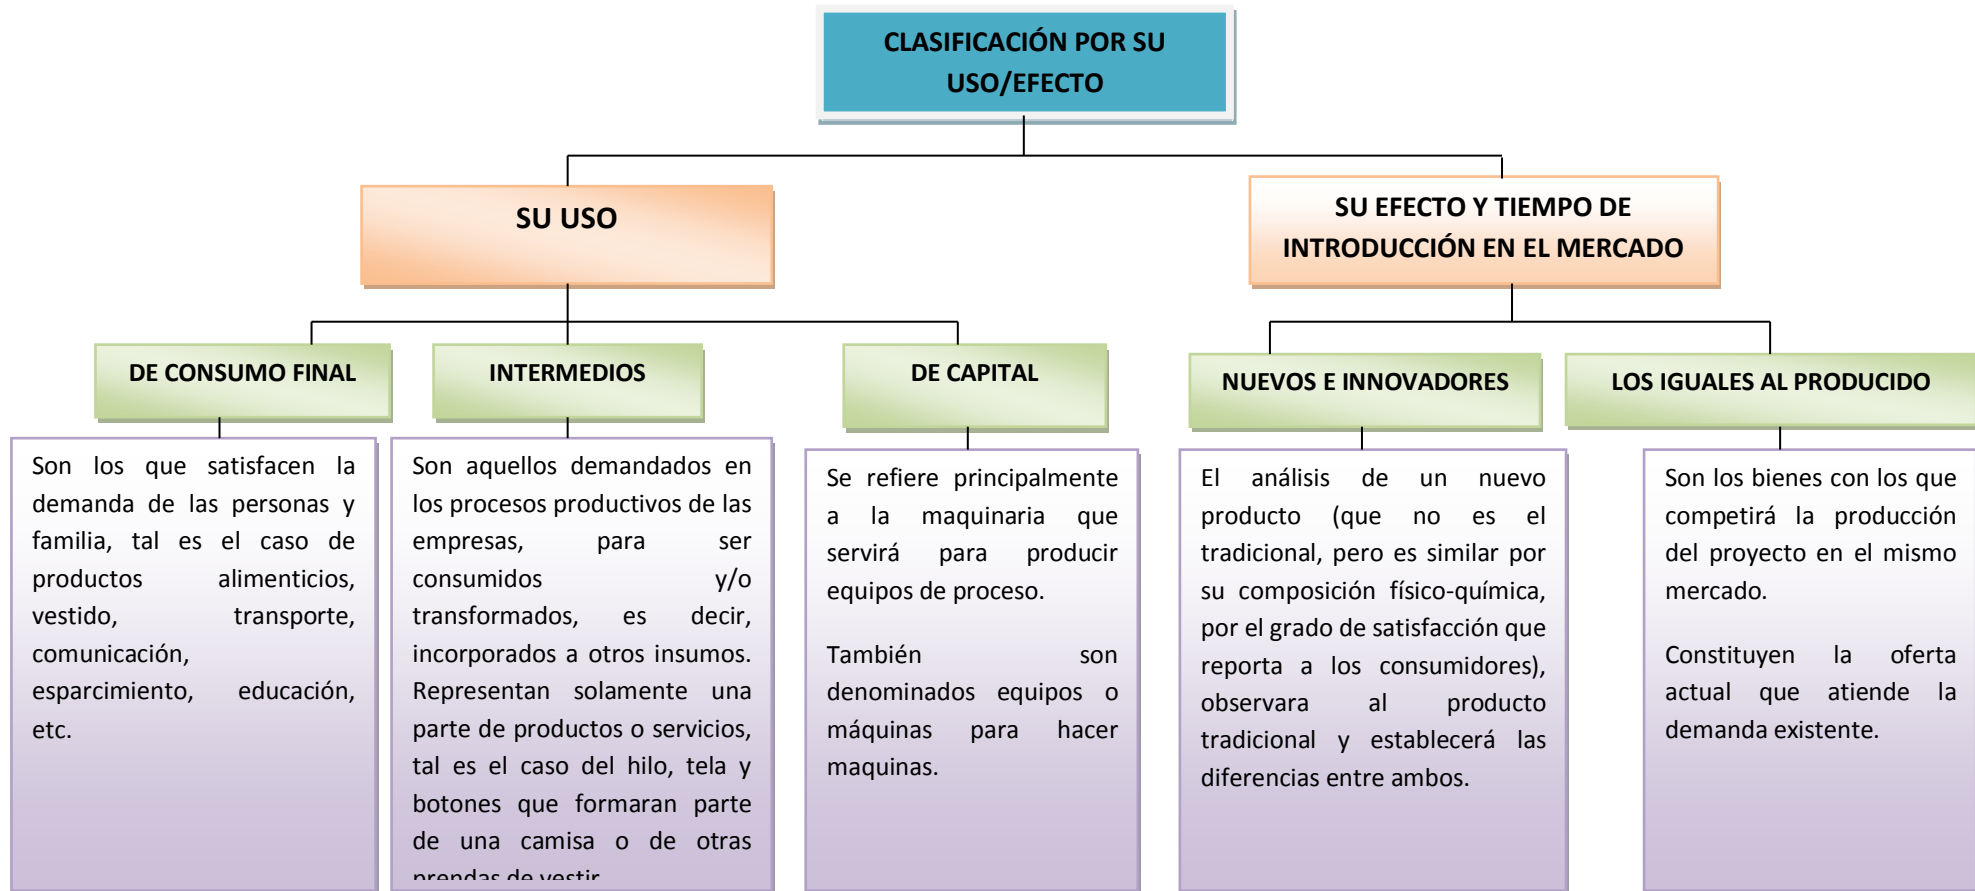 CLASIFICACIÓN POR SU
USO/EFECTO
SU USO
SU EFECTO Y TIEMPO DE
INTRODUCCIÓN EN EL MERCADO
DE CONSUMO FINAL
INTERMEDIOS
DE CAPITAL
NUEVOS E INNOVADORES
LOS IGUALES AL PRODUCIDO
Son los que satisfacen la
demanda de las personas y
familia, tal es el caso de
productos alimenticios,
vestido, transporte,
comunicación,
esparcimiento, educación,
etc.
Son aquellos demandados en
los procesos productivos de las
empresas, para ser
consumidos y/o
transformados, es decir,
incorporados a otros insumos.
Representan solamente una
parte de productos o servicios,
tal es el caso del hilo, tela y
botones que formaran parte
de una camisa o de otras
prendas de vestir
Se refiere principalmente
a la maquinaria que
servirá para producir
equipos de proceso.
También son
denominados equipos o
máquinas para hacer
maquinas.
El análisis de un nuevo
producto (que no es el
tradicional, pero es similar por
su composición físico-química,
por el grado de satisfacción que
reporta a los consumidores),
observara al producto
tradicional y establecerá las
diferencias entre ambos.
Son los bienes con los que
competirá la producción
del proyecto en el mismo
mercado.
Constituyen la oferta
actual que atiende la
demanda existente.